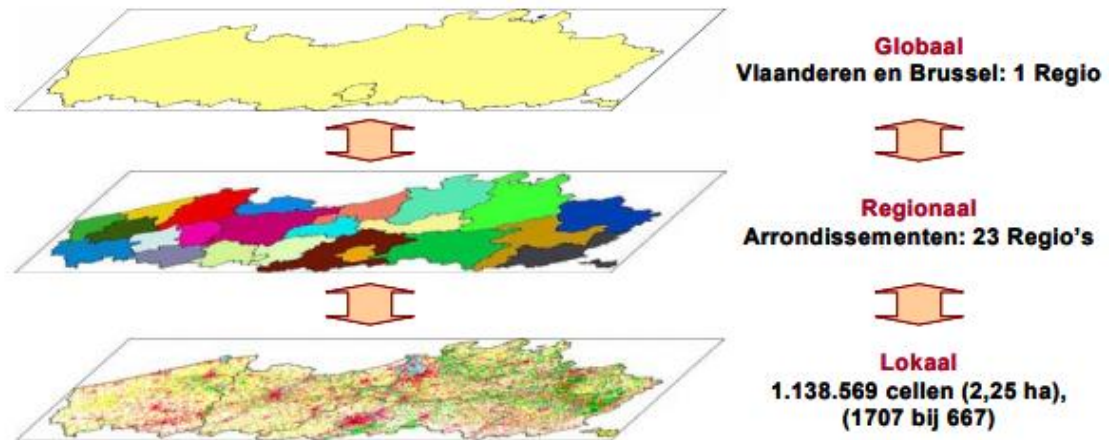 Globaal
Vlaanderen en Brussel: 1 Regio
Regionaal
Arrondissementen: 23 Regio's
Lokaal
1.138.569 cellen (2,25 ha),
(1707 bij 667)